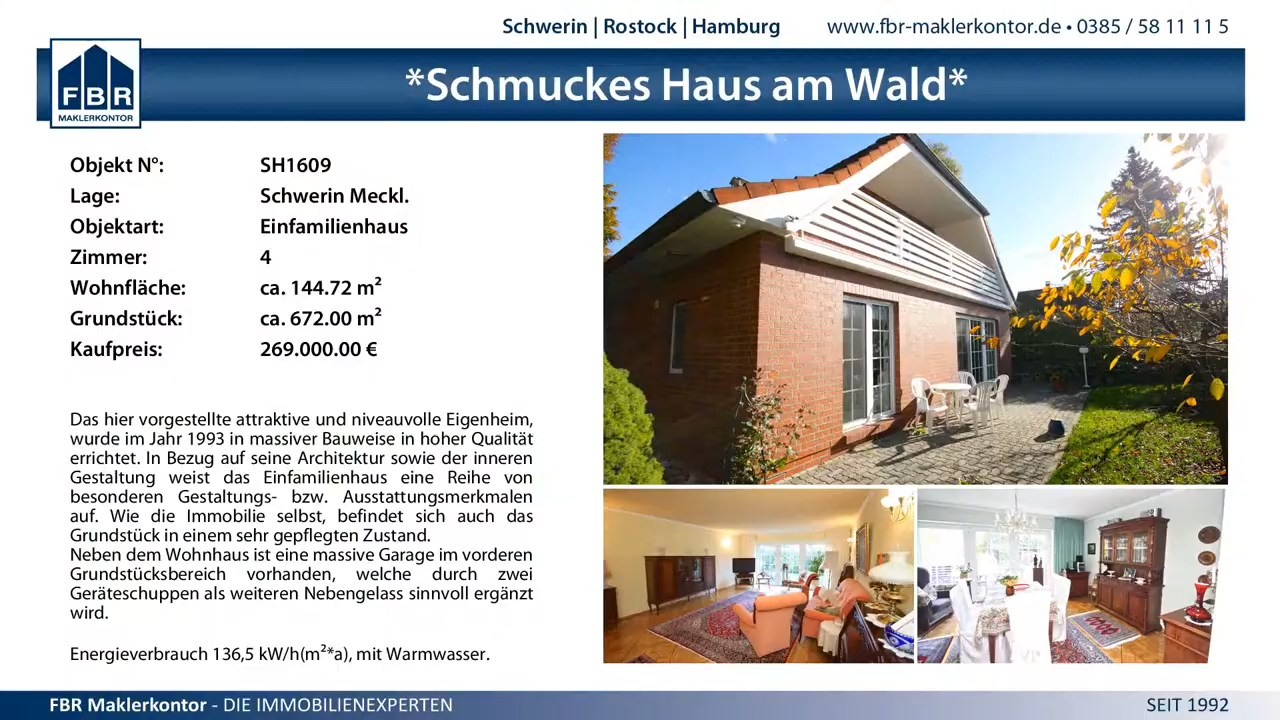 Schwerin | Rostock | Hamburg www.fbr-maklerkontor.de • 0385 / 58 11 11 5
FBR
MAKLERKONTOR
*Schmuckes Haus am Wald*
Objekt N°: SH1609
Lage: Schwerin Meckl.
Objektart: Einfamilienhaus
Zimmer: 4
Wohnfläche: ca. 144.72 m²
Grundstück: ca. 672.00 m²
Kaufpreis: 269.000.00 €
Das hier vorgestellte attraktive und niveauvolle Eigenheim,
wurde im Jahr 1993 in massiver Bauweise in hoher Qualität
errichtet. In Bezug auf seine Architektur sowie der inneren
Gestaltung weist das Einfamilienhaus eine Reihe von
besonderen Gestaltungs- bzw. Ausstattungsmerkmalen
auf. Wie die Immobilie selbst, befindet sich auch das
Grundstück in einem sehr gepflegten Zustand.
Neben dem Wohnhaus ist eine massive Garage im vorderen
Grundstücksbereich vorhanden, welche durch zwei
Geräteschuppen als weiteren Nebengelass sinnvoll ergänzt
wird.
Energieverbrauch 136,5 kW/h(m²*a), mit Warmwasser.
FBR Maklerkontor - DIE IMMOBILIENEXPERTEN SEIT 1992